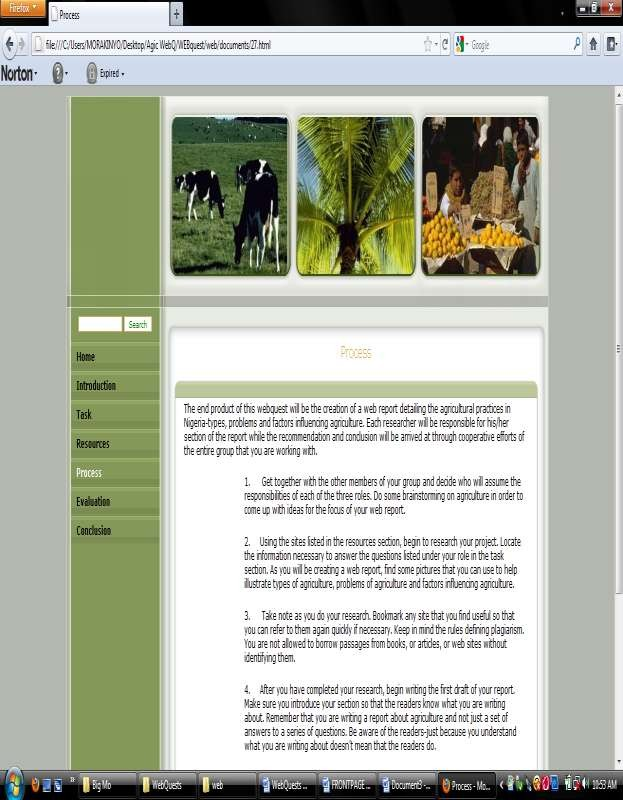 Firefox
Process
file:///C:/Users/MORAKINYO/Desktop/Agic WebQ/WEBquest/web/documents/27.html
Google
Norton
Expired
Search
Home
Introduction
Task
Resources
Process
Evaluation
Conclusion
Process
The end product of this webquest will be the creation of a web report detailing the agricultural practices in
Nigeria-types, problems and factors influencing agriculture. Each researcher will be responsible for his/her
section of the report while the recommendation and conclusion will be arrived at through cooperative efforts of
the entire group that you are working with.
1. Get together with the other members of your group and decide who will assume the
responsibilities of each of the three roles. Do some brainstorming on agriculture in order to
come up with ideas for the focus of your web report.
2. Using the sites listed in the resources section, begin to research your project. Locate
the information necessary to answer the questions listed under your role in the task
section. As you will be creating a web report, find some pictures that you can use to help
illustrate types of agriculture, problems of agriculture and factors influencing agriculture.
3. Take note as you do your research. Bookmark any site that you find useful so that
you can refer to them again quickly if necessary. Keep in mind the rules defining plagiarism.
You are not allowed to borrow passages from books, or articles, or web sites without
identifying them.
4. After you have completed your research, begin writing the first draft of your report.
Make sure you introduce your section so that the readers know what you are writing
about. Remember that you are writing a report about agriculture and not just a set of
answers to a series of questions. Be aware of the readers-just because you understand
what you are writing about doesn't mean that the readers do.
Big Mo
WebQuests
web
WebQuests ...
FRONTPAGE ...
Document3 -...
Process - Mo...
10:53 AM